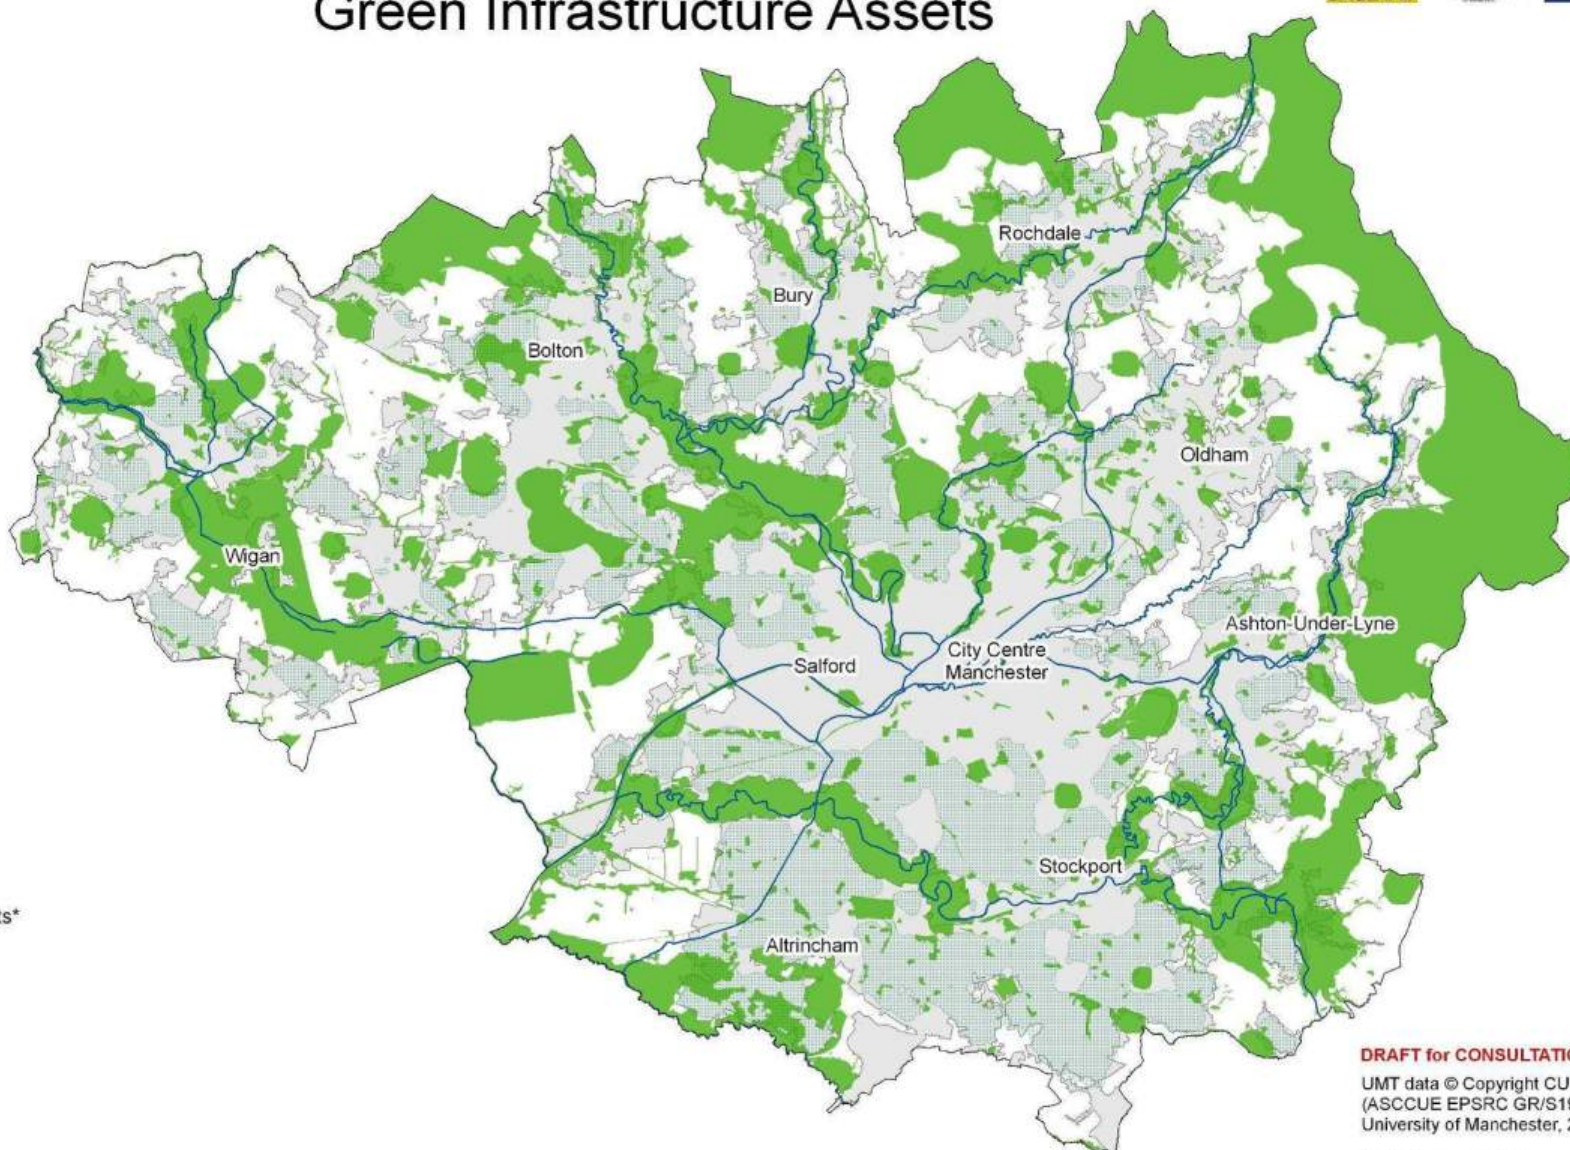 Green Infrastructure Assets
Rochdale
Bury
Bolton
Oldham
Wigan
Ashton-Under-Lyne
City Centre
Manchester
Salford
Stockport
Altrincham
DRAFT for CONSULTATI
UMT data © Copyright CU
(ASCCUE EPSRC GR/S19
University of Manchester,